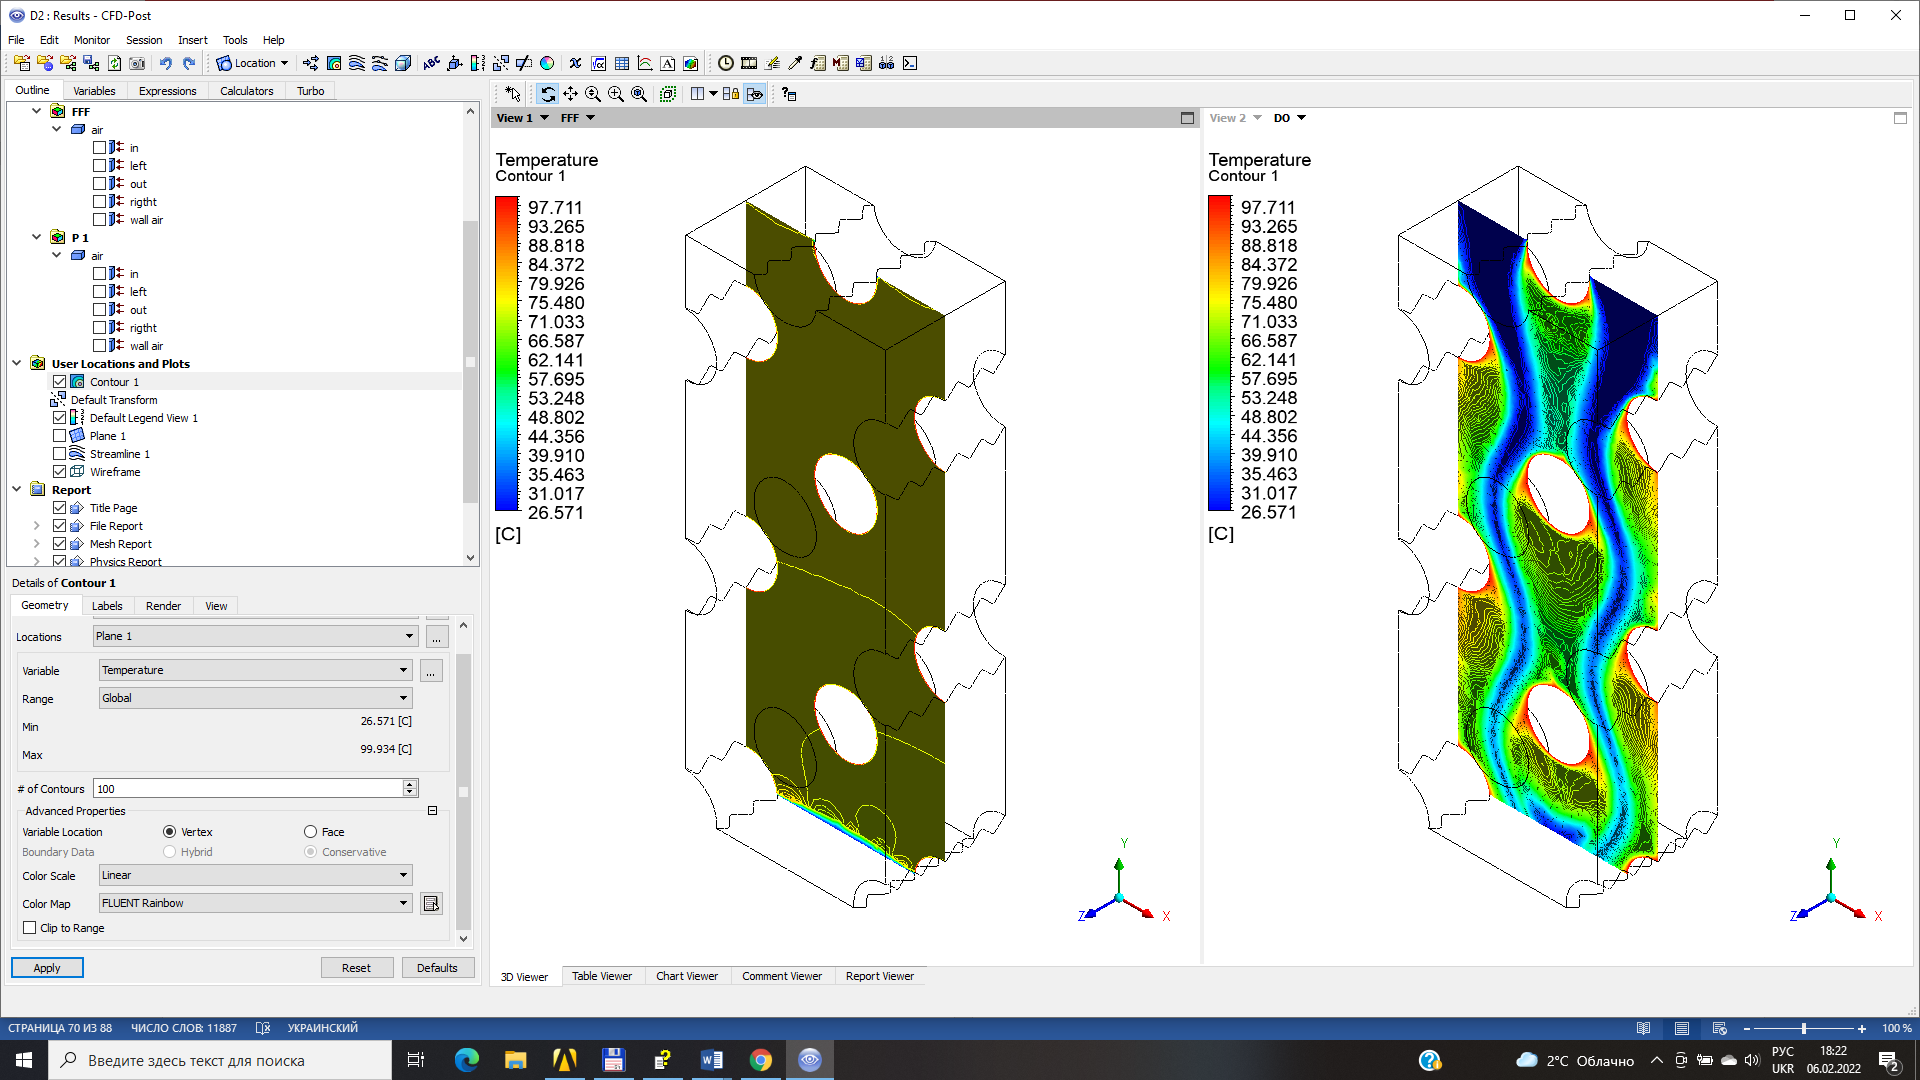 D2 : Results - CFD-Post
File Edit Monitor Session Insert Tools Help
Location
Outline Variables Expressions Calculators Turbo
FFF
air
in
left
out
rigtht
wall air
P 1
air
in
left
out
rigtht
wall air
User Locations and Plots
Contour 1
Default Transform
Default Legend View 1
Plane 1
Streamline 1
Wireframe
Report
Title Page
File Report
Mesh Report
Physics Report
Details of Contour 1
Geometry Labels Render View
Locations Plane 1 ...
Variable Temperature ...
Range Global
Min 26.571 [C]
Max 99.934 [C]
# of Contours 100
Advanced Properties
Variable Location Vertex Face
Boundary Data Hybrid Conservative
Color Scale Linear
Color Map FLUENT Rainbow
Clip to Range
Apply Reset Defaults
View 1 FFF
Temperature
Contour 1
97.711
93.265
88.818
84.372
79.926
75.480
71.033
66.587
62.141
57.695
53.248
48.802
44.356
39.910
35.463
31.017
26.571
[C]
Y
Z X
View 2 DO
Temperature
Contour 1
97.711
93.265
88.818
84.372
79.926
75.480
71.033
66.587
62.141
57.695
53.248
48.802
44.356
39.910
35.463
31.017
26.571
[C]
Y
Z X
3D Viewer Table Viewer Chart Viewer Comment Viewer Report Viewer
СТРАНИЦА 70 ИЗ 88 ЧИСЛО СЛОВ: 11887 УКРАИНСКИЙ 100 %
Введите здесь текст для поиска
2°C Облачно
РУС
UKR
18:22
06.02.2022
2